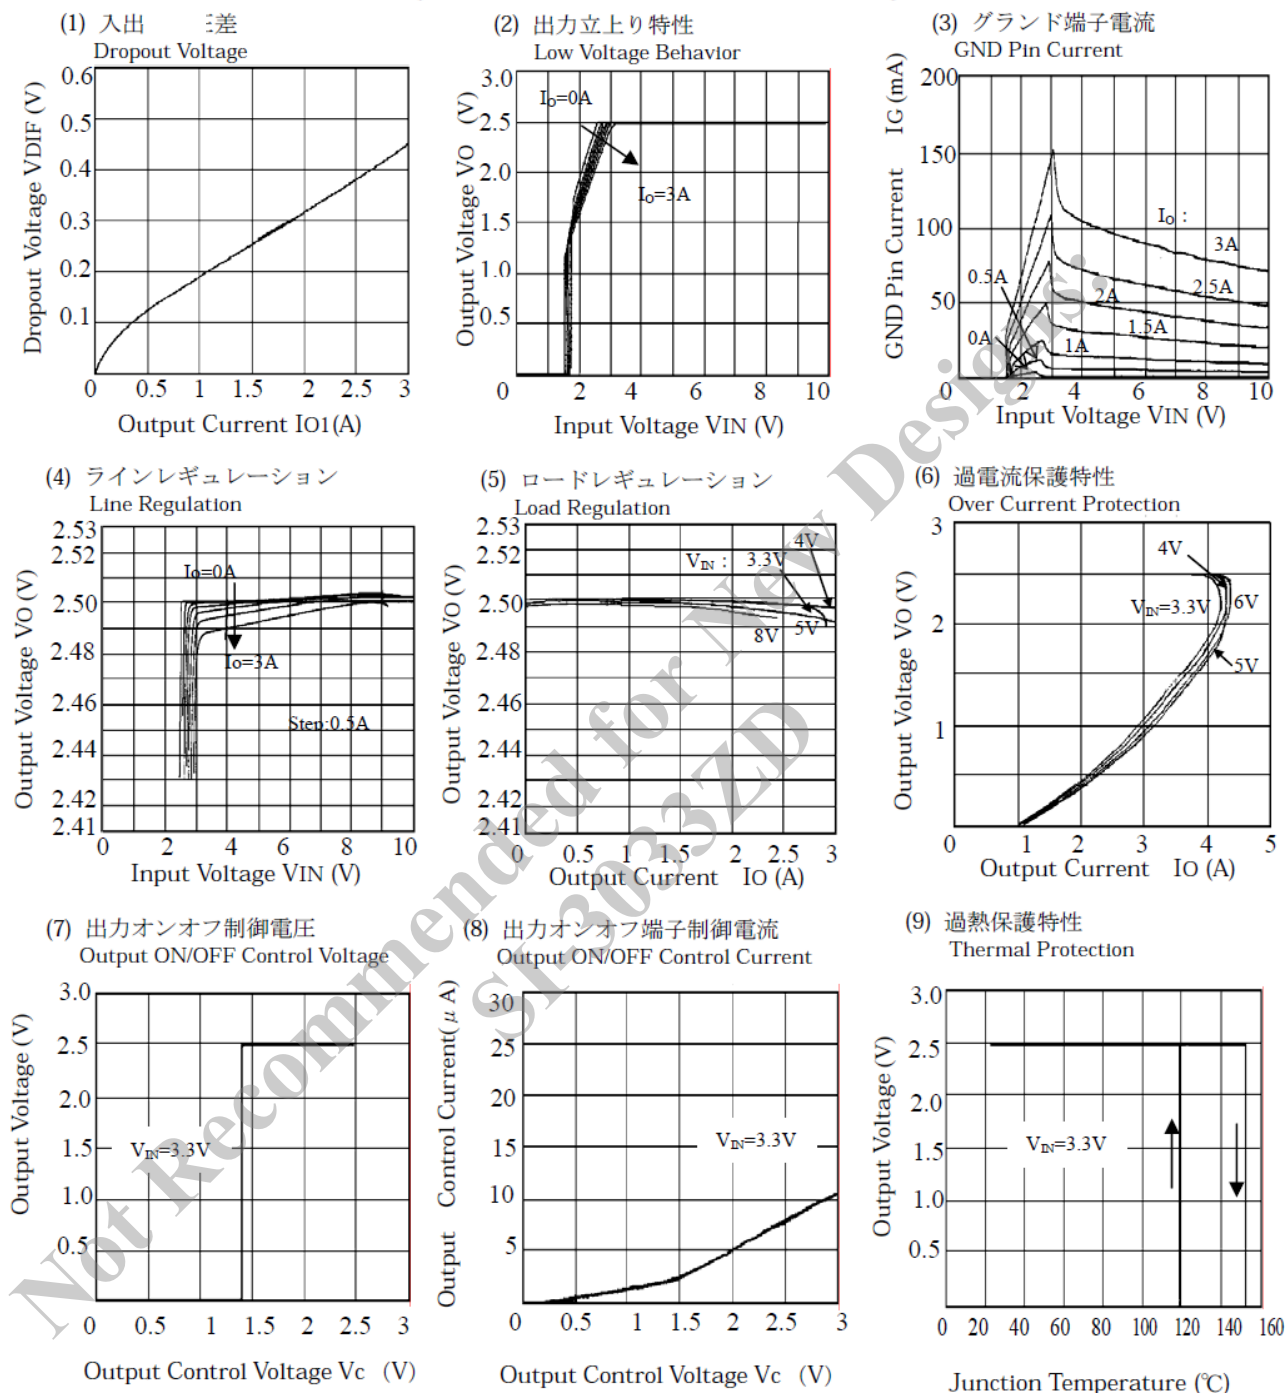 (1) 入出 差
Dropout Voltage
Dropout Voltage VDIF (V)
0.6
0.5
0.4
0.3
0.2
0.1
0 0.5 1 1.5 2 2.5 3
Output Current IO1(A)
(2) 出力立上り特性
Low Voltage Behavior
Output Voltage VO (V)
3.0
2.5
2.0
1.5
1.0
0.5
IO=0A
IO=3A
0 2 4 6 8 10
Input Voltage VIN (V)
(3) グランド端子電流
GND Pin Current
GND Pin Current IG (mA)
200
150
100
50
IO :
3A
2.5A
2A
1.5A
1A
0.5A
0A
2 4 6 8 10
Input Voltage VIN (V)
(4) ラインレギュレーション
Line Regulation
Output Voltage VO (V)
2.53
2.52
2.50
2.48
2.46
2.44
2.42
2.41
Io=0A
Io=3A
Step:0.5A
0 2 4 6 8 10
Input Voltage VIN (V)
(5) ロードレギュレーション
Load Regulation
Output Voltage VO (V)
2.53
2.52
2.50
2.48
2.46
2.44
2.42
2.41
VIN : 3.3V
4V
8V
5V
0 0.5 1 1.5 2 2.5 3
Output Current IO (A)
(6) 過電流保護特性
Over Current Protection
Output Voltage VO (V)
3
2
1
4V
VIN=3.3V
6V
5V
0 1 2 3 4 5
Output Current IO (A)
(7) 出力オンオフ制御電圧
Output ON/OFF Control Voltage
Output Voltage (V)
3.0
2.5
2.0
1.5
1.0
0.5
VIN=3.3V
0 0.5 1 1.5 2 2.5 3
Output Control Voltage Vc (V)
(8) 出力オンオフ端子制御電流
Output ON/OFF Control Current
Output Control Current(μA)
30
25
20
15
10
5
VIN=3.3V
0 0.5 1 1.5 2 2.5 3
Output Control Voltage Vc (V)
(9) 過熱保護特性
Thermal Protection
Output Voltage (V)
3.0
2.5
2.0
1.5
1.0
0.5
VIN=3.3V
0 20 40 60 80 100 120 140 160
Junction Temperature (℃)
Not Recommended for New Designs.
SI-3033ZD